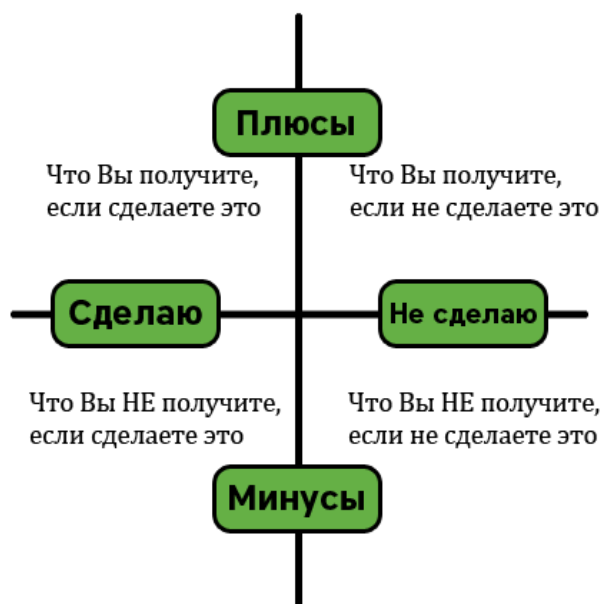 Плюсы
Что Вы получите,
если сделаете это
Что Вы получите,
если не сделаете это
Сделаю
Не сделаю
Что Вы НЕ получите,
если сделаете это
Что Вы НЕ получите,
если не сделаете это
Минусы